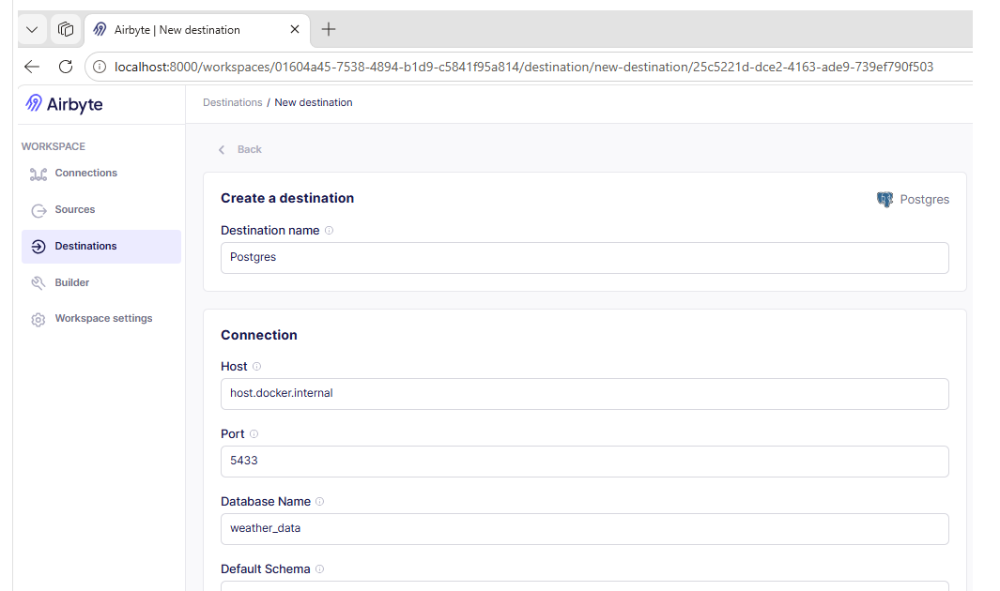 Airbyte | New destination
localhost:8000/workspaces/01604a45-7538-4894-b1d9-c5841f95a814/destination/new-destination/25c5221d-dce2-4163-ade9-739ef790f503
Airbyte
Destinations / New destination
WORKSPACE
Connections
Sources
Destinations
Builder
Workspace settings
Back
Create a destination
Postgres
Destination name
Postgres
Connection
Host
host.docker.internal
Port
5433
Database Name
weather_data
Default Schema